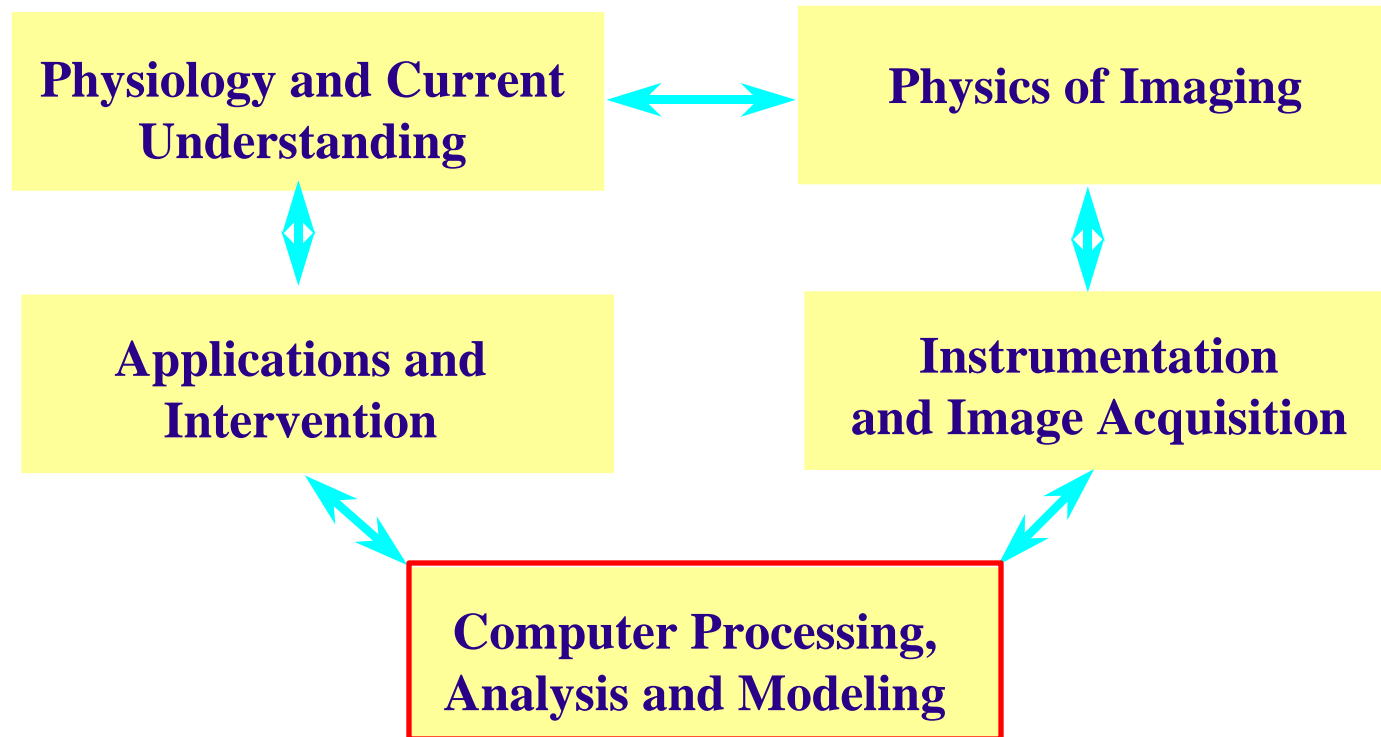 Physiology and Current
Understanding
Physics of Imaging
Applications and
Intervention
Instrumentation
and Image Acquisition
Computer Processing,
Analysis and Modeling